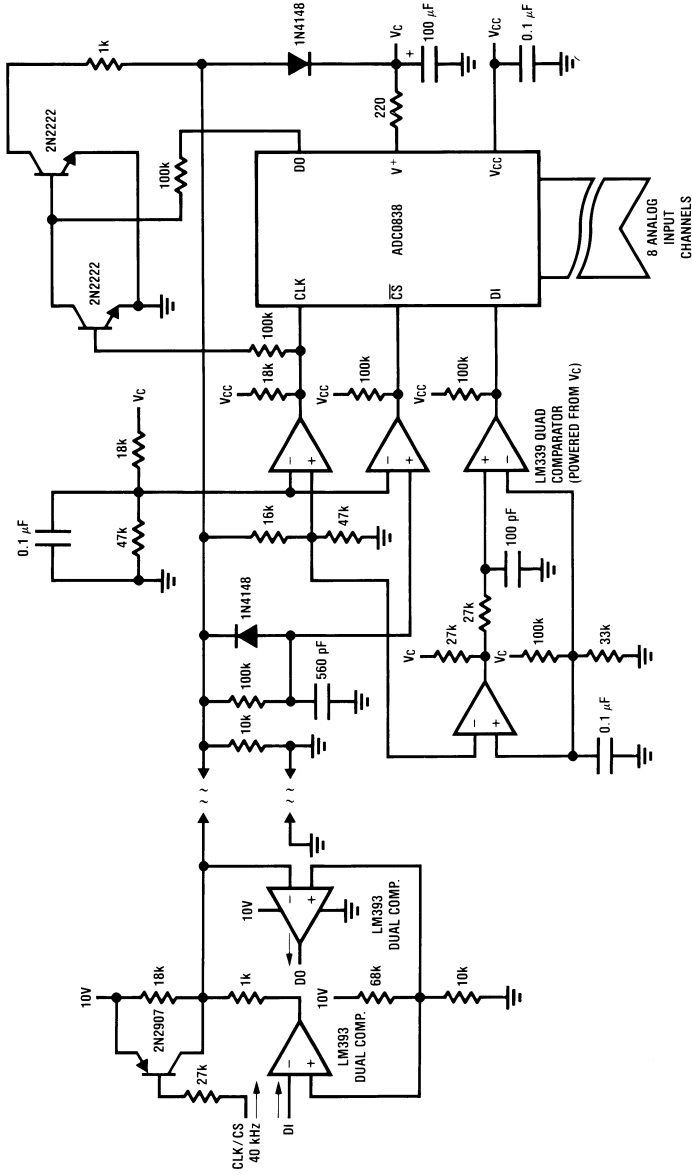 10V
18k
2N2907
27k
CLK/CS
40 kHz
DI
1k
−
+
LM393
DUAL COMP.
10V
68k
10k
10V
−
+
DO
LM393
DUAL COMP.
~
~
~
~
10k
100k
560 pF
1N4148
0.1 μF
47k
18k
VC
16k
47k
−
+
VCC
18k
100k
−
+
VCC
100k
+
−
VCC
100k
LM339 QUAD
COMPARATOR
(POWERED FROM VC)
−
+
VC
27k
27k
100 pF
VC
100k
33k
0.1 μF
2N2222
2N2222
1k
100k
CLK
CS
DI
ADC0838
DO
V+
VCC
220
1N4148
VC
+
100 μF
VCC
0.1 μF
8 ANALOG
INPUT
CHANNELS